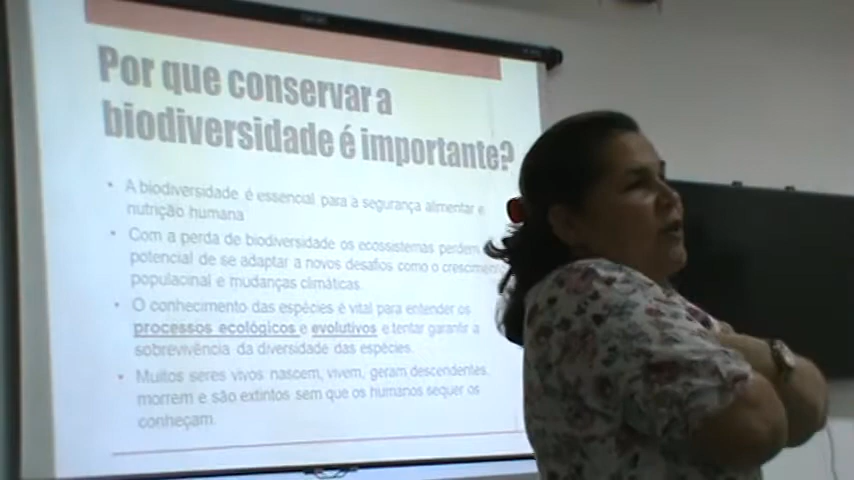 Por que conservar a
biodiversidade é importante?
• A biodiversidade é essencial para a segurança alimentar e
nutrição humana
• Com a perda de biodiversidade os ecossistemas perdem
potencial de se adaptar a novos desafios como o crescimento
populacinal e mudanças climáticas.
• O conhecimento das espécies é vital para entender os
processos ecológicos e evolutivos e tentar garantir a
sobrevivência da diversidade das espécies.
• Muitos seres vivos nascem, vivem, geram descendentes,
morrem e são extintos sem que os humanos sequer os
conheçam.